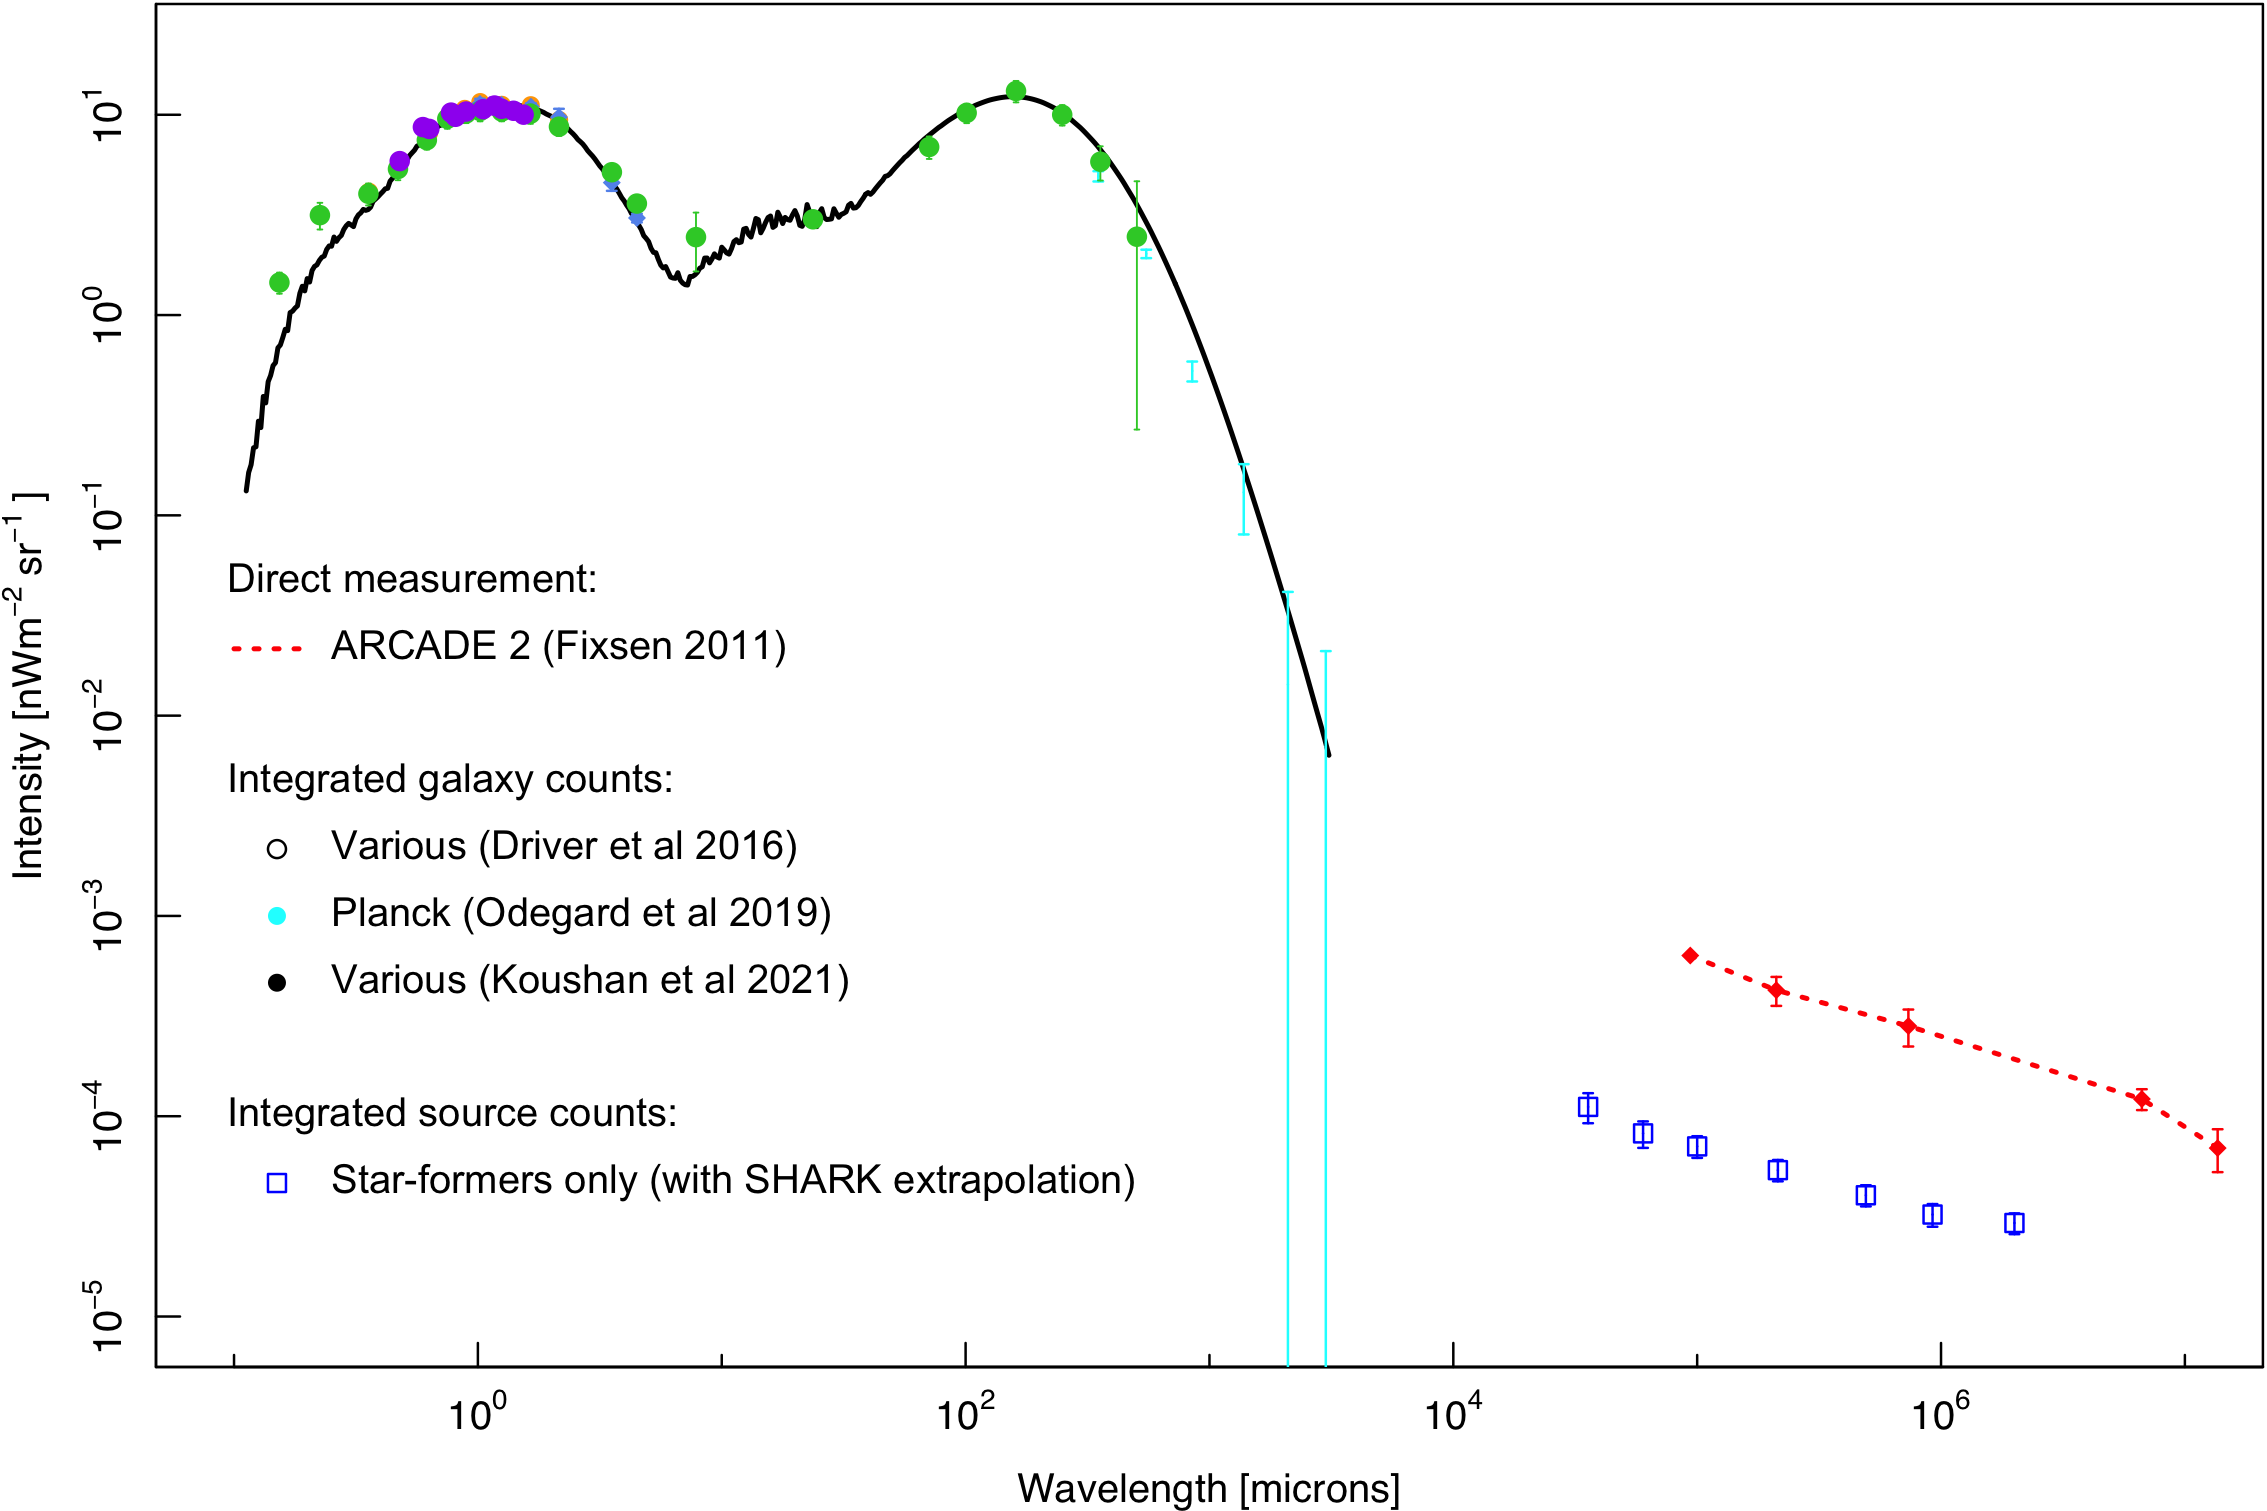 10^1
10^0
10^−1
10^−2
10^−3
10^−4
10^−5
Intensity [nWm^−2 sr^−1 ]
Direct measurement:
ARCADE 2 (Fixsen 2011)
Integrated galaxy counts:
Various (Driver et al 2016)
Planck (Odegard et al 2019)
Various (Koushan et al 2021)
Integrated source counts:
Star-formers only (with SHARK extrapolation)
10^0 10^2 10^4 10^6
Wavelength [microns]